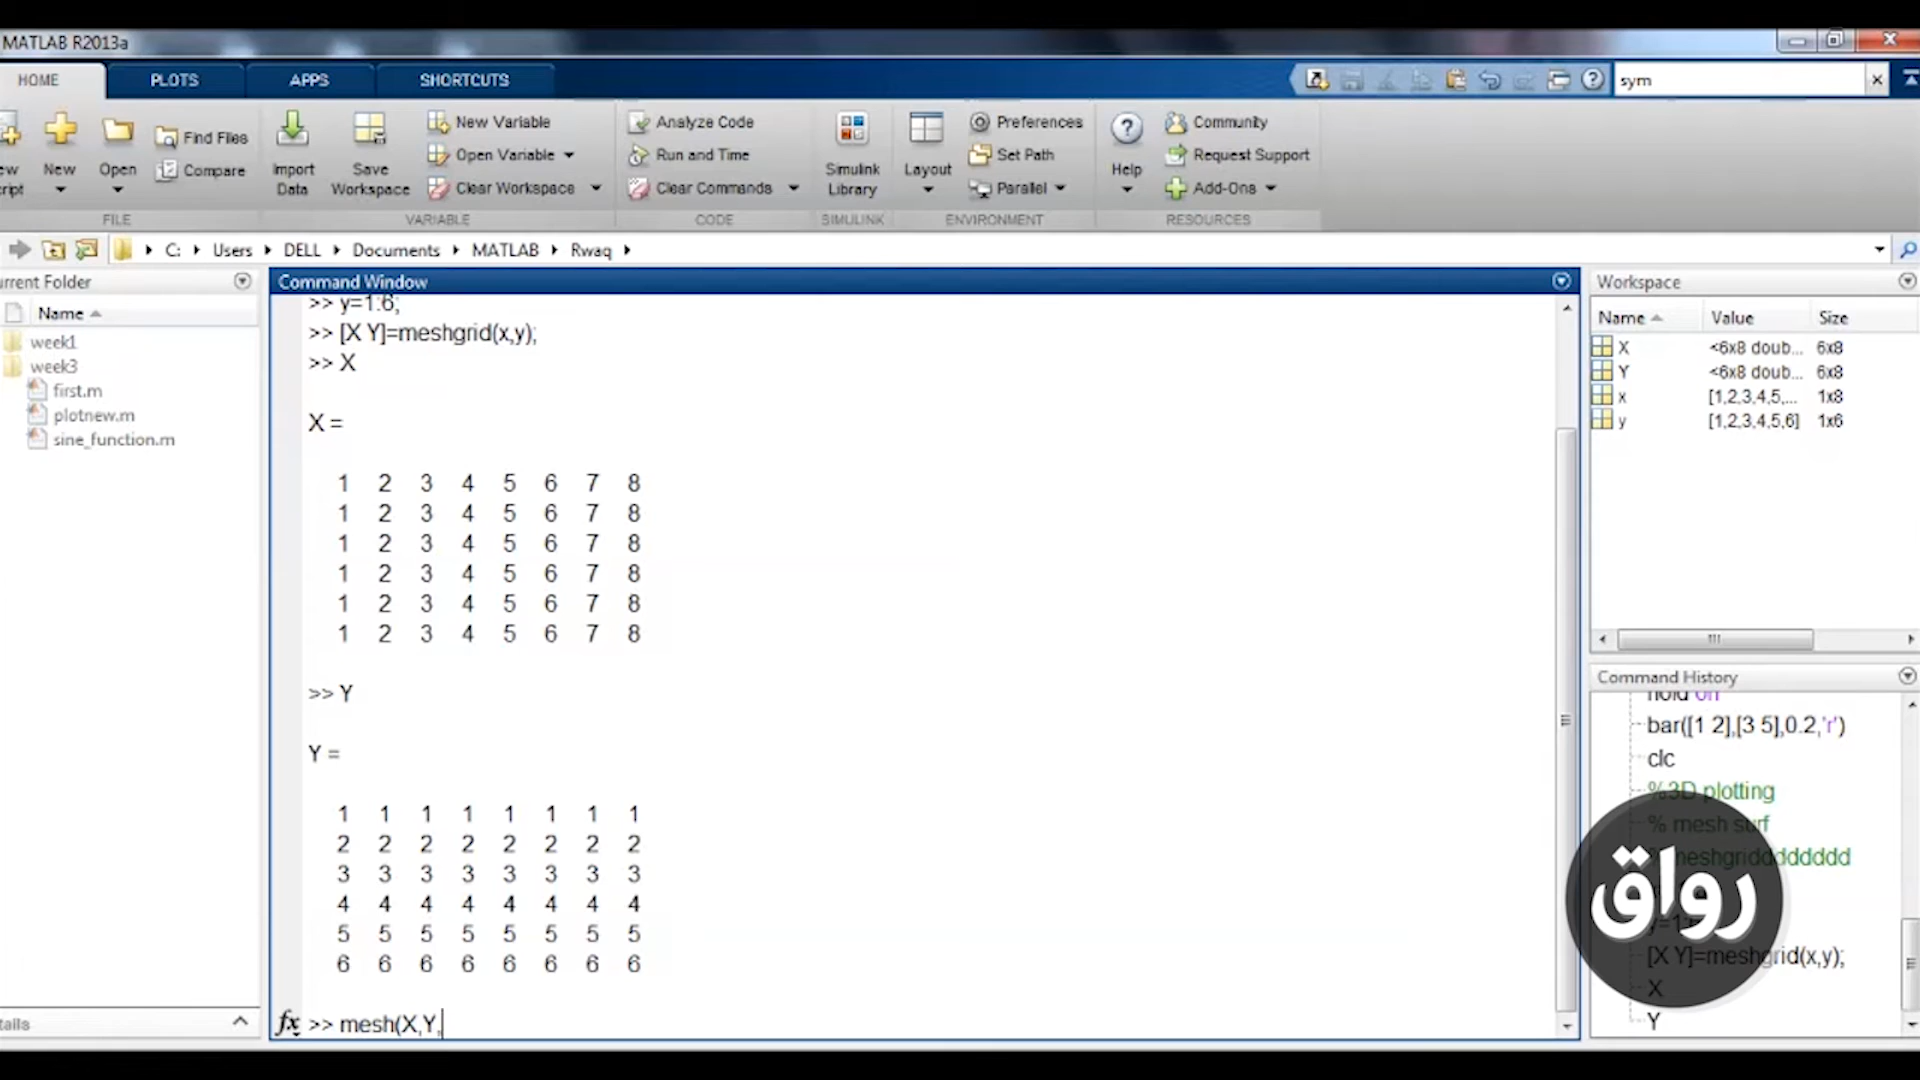 MATLAB R2013a
HOME PLOTS APPS SHORTCUTS
sym
New Open Find Files Compare
Import Data Save Workspace
New Variable
Open Variable
Clear Workspace
Analyze Code
Run and Time
Clear Commands
Simulink Library
Layout
Preferences
Set Path
Parallel
Help
Community
Request Support
Add-Ons
FILE VARIABLE CODE SIMULINK ENVIRONMENT RESOURCES
C: Users DELL Documents MATLAB Rwaq
urrent Folder
Name
week1
week3
first.m
plotnew.m
sine_function.m
tails
Command Window
>> y=1:6;
>> [X Y]=meshgrid(x,y);
>> X
X =
1 2 3 4 5 6 7 8
1 2 3 4 5 6 7 8
1 2 3 4 5 6 7 8
1 2 3 4 5 6 7 8
1 2 3 4 5 6 7 8
1 2 3 4 5 6 7 8
>> Y
Y =
1 1 1 1 1 1 1 1
2 2 2 2 2 2 2 2
3 3 3 3 3 3 3 3
4 4 4 4 4 4 4 4
5 5 5 5 5 5 5 5
6 6 6 6 6 6 6 6
fx >> mesh(X,Y,
Workspace
Name Value Size
X <6x8 doub... 6x8
Y <6x8 doub... 6x8
x [1,2,3,4,5,... 1x8
y [1,2,3,4,5,6] 1x6
Command History
hold on
bar([1 2],[3 5],0.2,'r')
clc
%3D plotting
% mesh surf
meshgridddddddd
[X Y]=meshgrid(x,y);
X
Y
رواق